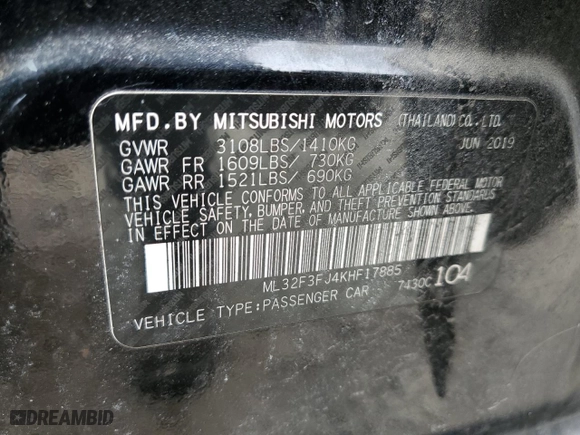 MFD.BY MITSUBISHI MOTORS (THAILAND)CO.,LTD.
GVWR 3108LBS/1410KG JUN 2019
GAWR FR 1609LBS/ 730KG
GAWR RR 1521LBS/ 690KG
THIS VEHICLE CONFORMS TO ALL APPLICABLE FEDERAL MOTOR
VEHICLE SAFETY, BUMPER, AND THEFT PREVENTION STANDARDS
IN EFFECT ON THE DATE OF MANUFACTURE SHOWN ABOVE.
ML32F3FJ4KHF17885
VEHICLE TYPE:PASSENGER CAR 7430C 104
DREAMBID